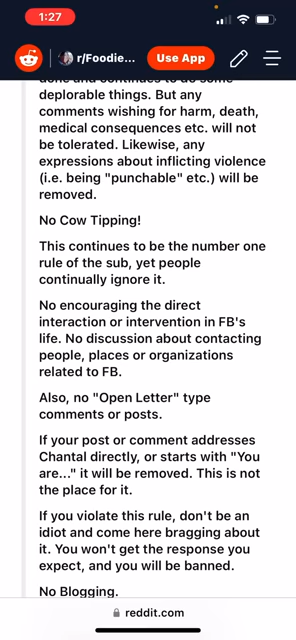 1:27
r/Foodie...
Use App
done and continues to do some
deplorable things. But any
comments wishing for harm, death,
medical consequences etc. will not
be tolerated. Likewise, any
expressions about inflicting violence
(i.e. being "punchable" etc.) will be
removed.
No Cow Tipping!
This continues to be the number one
rule of the sub, yet people
continually ignore it.
No encouraging the direct
interaction or intervention in FB's
life. No discussion about contacting
people, places or organizations
related to FB.
Also, no "Open Letter" type
comments or posts.
If your post or comment addresses
Chantal directly, or starts with "You
are..." it will be removed. This is not
the place for it.
If you violate this rule, don't be an
idiot and come here bragging about
it. You won't get the response you
expect, and you will be banned.
No Blogging.
reddit.com